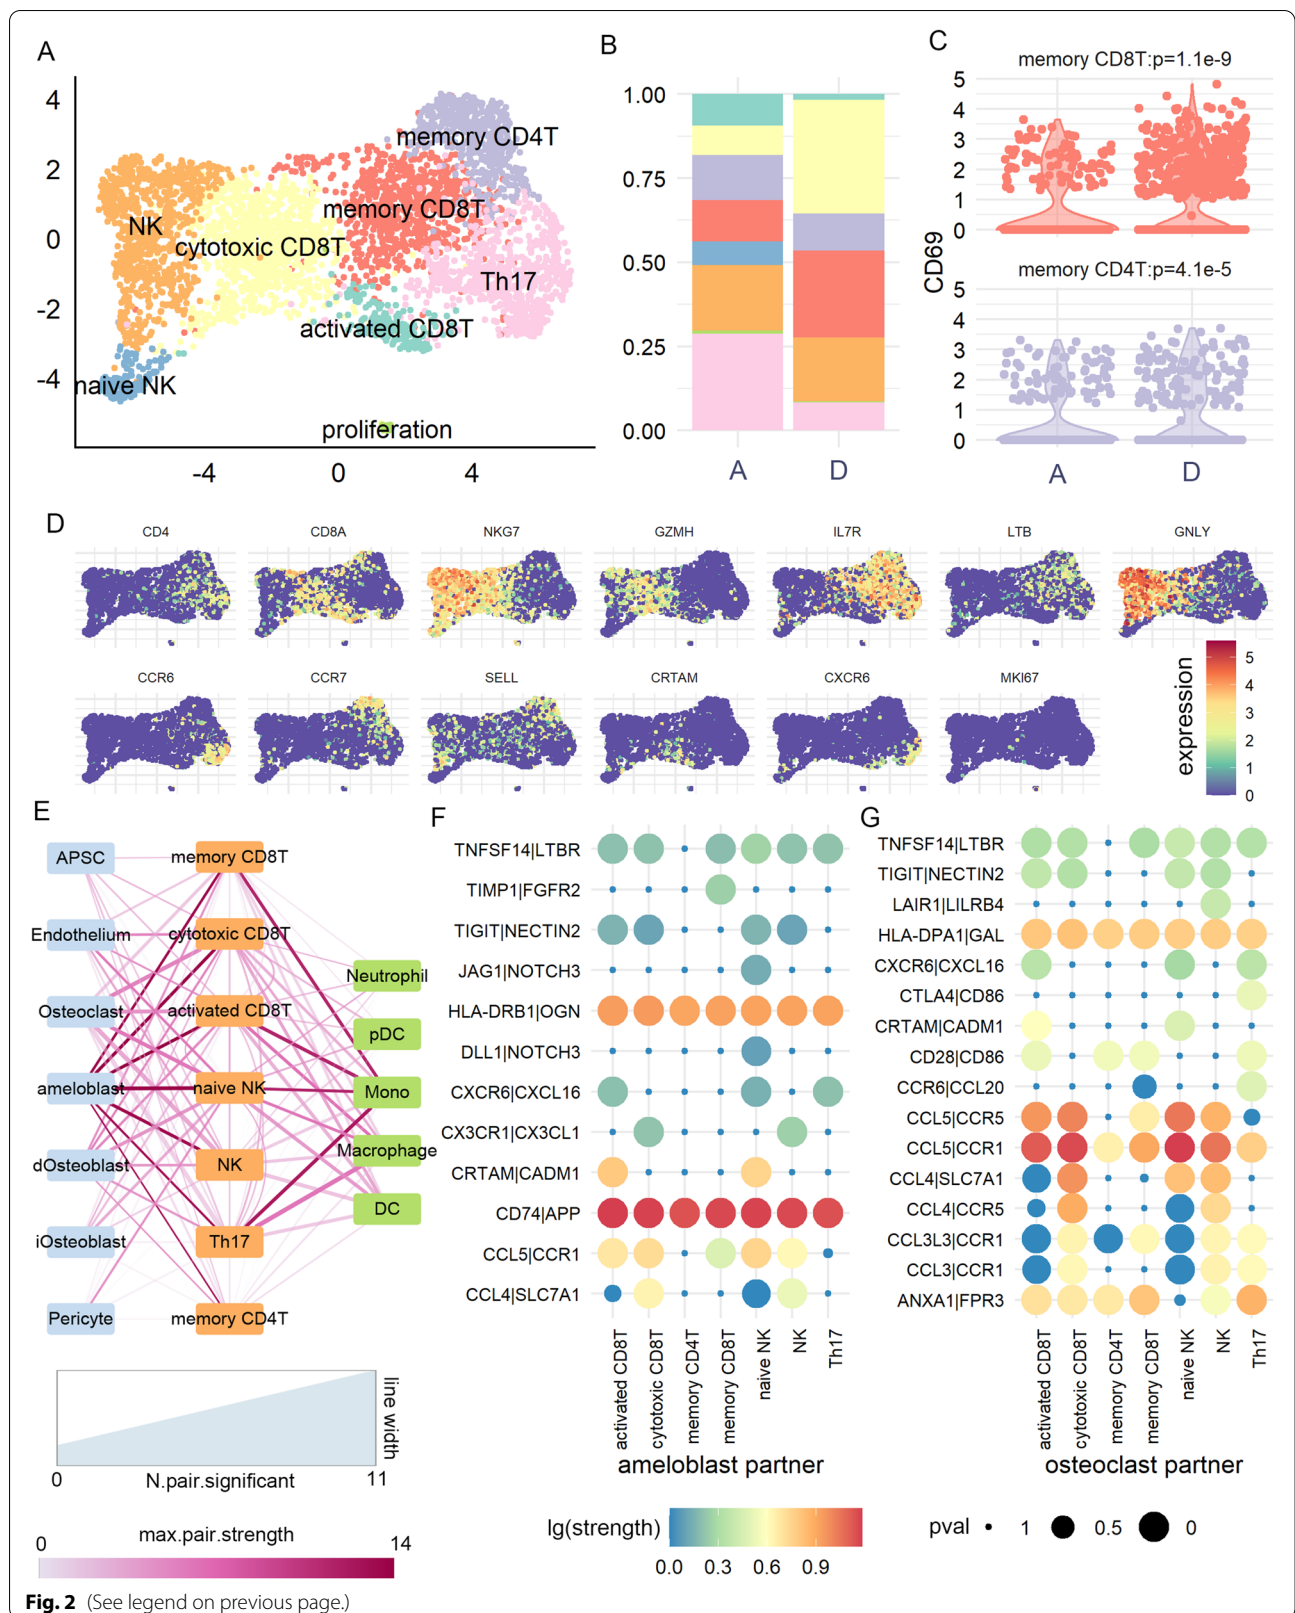 A
4
2
0
-2
-4
-4
0
4
memory CD4T
memory CD8T
NK
cytotoxic CD8T
Th17
activated CD8T
naive NK
proliferation
B
1.00
0.75
0.50
0.25
0.00
A
D
C
memory CD8T:p=1.1e-9
5
4
3
2
1
0
CD69
memory CD4T:p=4.1e-5
5
4
3
2
1
0
A
D
D
CD4
CD8A
NKG7
GZMH
IL7R
LTB
GNLY
CCR6
CCR7
SELL
CRTAM
CXCR6
MKI67
expression
5
4
3
2
1
0
E
APSC
Endothelium
Osteoclast
ameloblast
dOsteoblast
iOsteoblast
Pericyte
memory CD8T
cytotoxic CD8T
activated CD8T
naive NK
NK
Th17
memory CD4T
Neutrophil
pDC
Mono
Macrophage
DC
line width
0
11
N.pair.significant
max.pair.strength
0
14
F
TNFSF14|LTBR
TIMP1|FGFR2
TIGIT|NECTIN2
JAG1|NOTCH3
HLA-DRB1|OGN
DLL1|NOTCH3
CXCR6|CXCL16
CX3CR1|CX3CL1
CRTAM|CADM1
CD74|APP
CCL5|CCR1
CCL4|SLC7A1
activated CD8T
cytotoxic CD8T
memory CD4T
memory CD8T
naive NK
NK
Th17
ameloblast partner
G
TNFSF14|LTBR
TIGIT|NECTIN2
LAIR1|LILRB4
HLA-DPA1|GAL
CXCR6|CXCL16
CTLA4|CD86
CRTAM|CADM1
CD28|CD86
CCR6|CCL20
CCL5|CCR5
CCL5|CCR1
CCL4|SLC7A1
CCL4|CCR5
CCL3L3|CCR1
CCL3|CCR1
ANXA1|FPR3
activated CD8T
cytotoxic CD8T
memory CD4T
memory CD8T
naive NK
NK
Th17
osteoclast partner
lg(strength)
0.0
0.3
0.6
0.9
pval
1
0.5
0
Fig. 2 (See legend on previous page.)